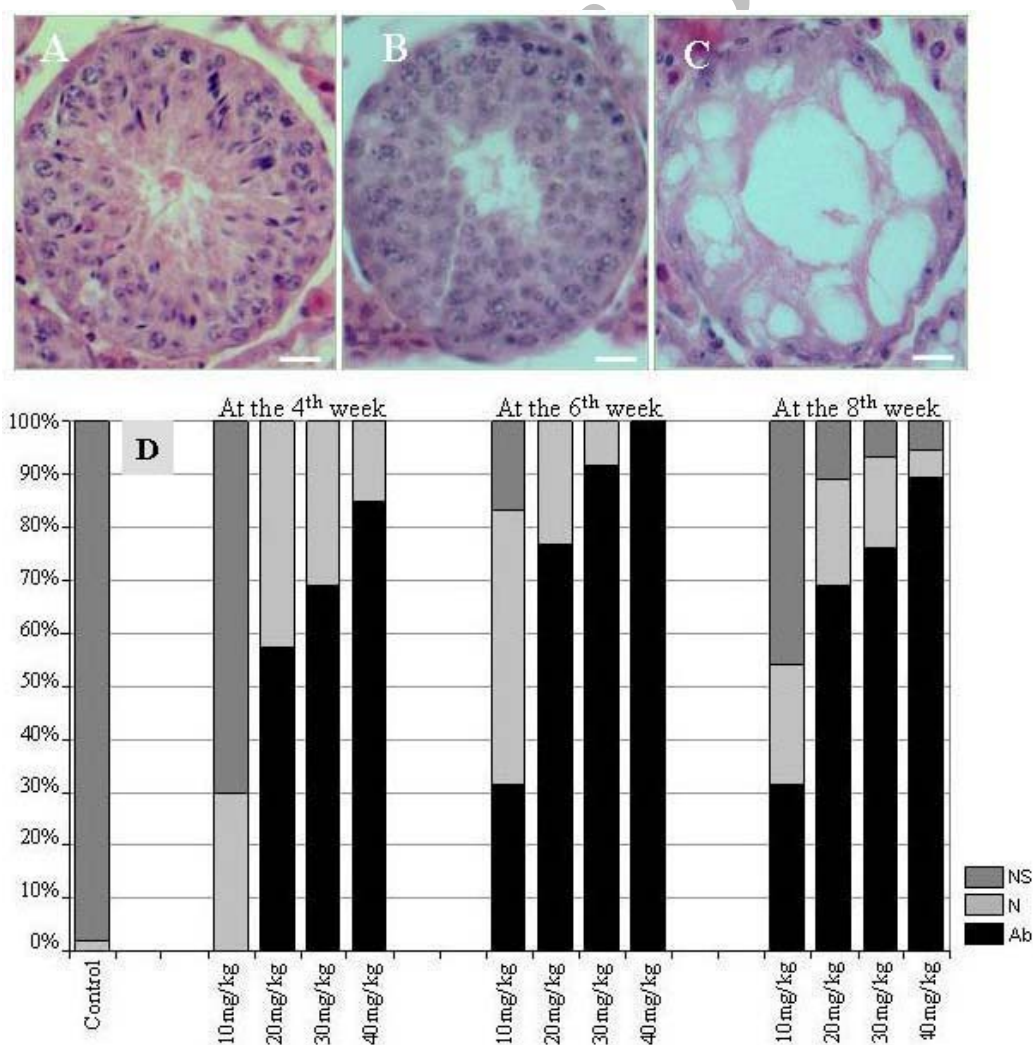 A
B
C
At the 4th week
At the 6th week
At the 8th week
D
100%
90%
80%
70%
60%
50%
40%
30%
20%
10%
0%
NS
N
Ab
Control
10mg/kg
20mg/kg
30mg/kg
40mg/kg
10mg/kg
20mg/kg
30mg/kg
40mg/kg
10mg/kg
20mg/kg
30mg/kg
40mg/kg